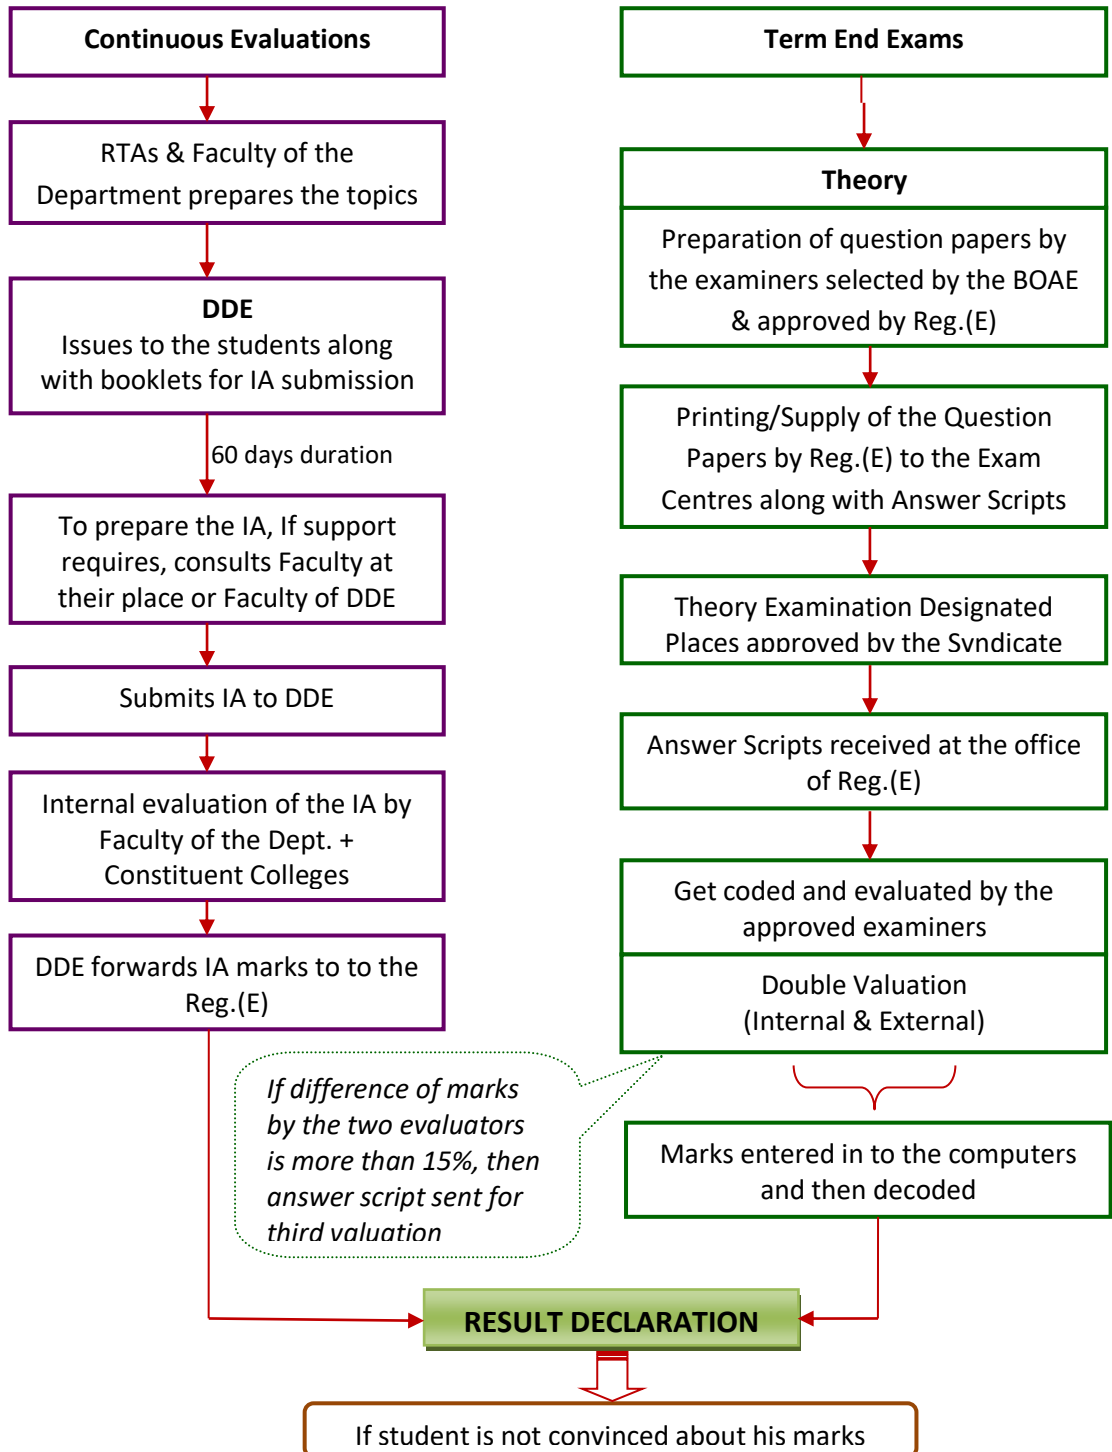 Continuous Evaluations
RTAs & Faculty of the
Department prepares the topics
DDE
Issues to the students along
with booklets for IA submission
60 days duration
To prepare the IA, If support
requires, consults Faculty at
their place or Faculty of DDE
Submits IA to DDE
Internal evaluation of the IA by
Faculty of the Dept. +
Constituent Colleges
DDE forwards IA marks to to the
Reg.(E)
Term End Exams
Theory
Preparation of question papers by
the examiners selected by the BOAE
& approved by Reg.(E)
Printing/Supply of the Question
Papers by Reg.(E) to the Exam
Centres along with Answer Scripts
Theory Examination Designated
Places approved by the Syndicate
Answer Scripts received at the office
of Reg.(E)
Get coded and evaluated by the
approved examiners
Double Valuation
(Internal & External)
If difference of marks
by the two evaluators
is more than 15%, then
answer script sent for
third valuation
Marks entered in to the computers
and then decoded
RESULT DECLARATION
If student is not convinced about his marks